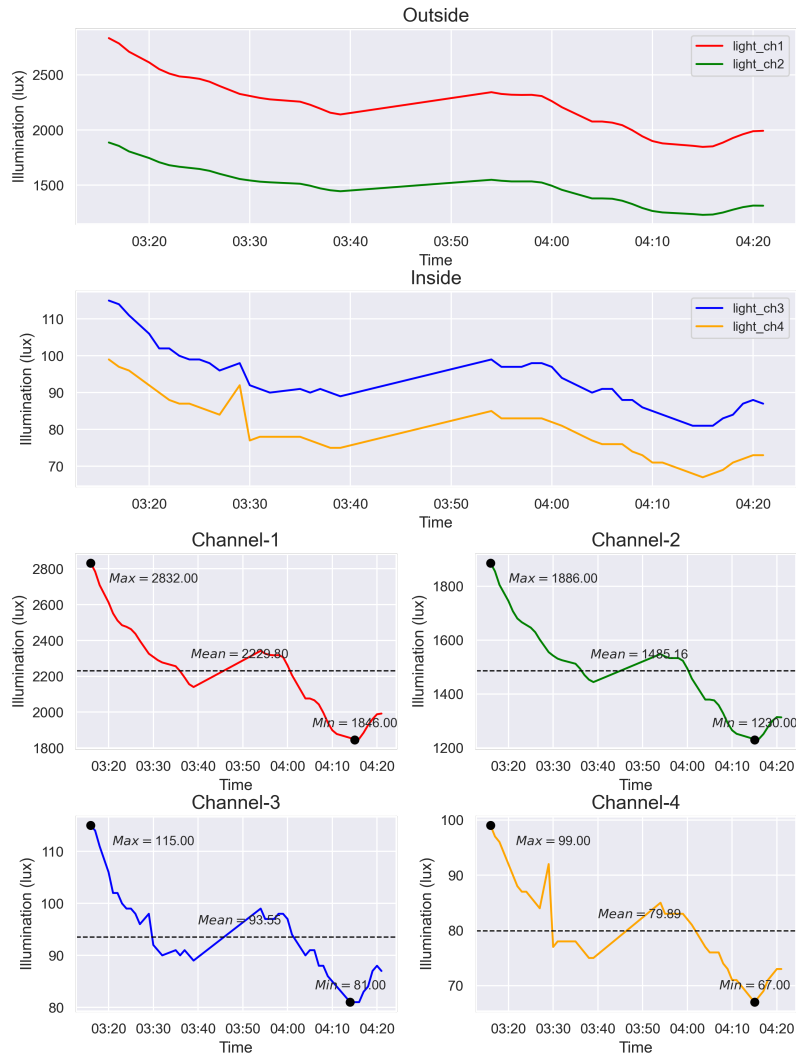 Outside
Illumination (lux)
2500
2000
1500
light_ch1
light_ch2
03:20 03:30 03:40 03:50 04:00 04:10 04:20
Time
Inside
Illumination (lux)
110
100
90
80
70
light_ch3
light_ch4
03:20 03:30 03:40 03:50 04:00 04:10 04:20
Time
Channel-1
Illumination (lux)
2800
2600
2400
2200
2000
1800
Max = 2832.00
Mean = 2229.80
Min = 1846.00
03:20 03:30 03:40 03:50 04:00 04:10 04:20
Time
Channel-2
Illumination (lux)
1800
1600
1400
1200
Max = 1886.00
Mean = 1485.16
Min = 1230.00
03:20 03:30 03:40 03:50 04:00 04:10 04:20
Time
Channel-3
Illumination (lux)
110
100
90
80
Max = 115.00
Mean = 93.55
Min = 81.00
03:20 03:30 03:40 03:50 04:00 04:10 04:20
Time
Channel-4
Illumination (lux)
100
90
80
70
Max = 99.00
Mean = 79.89
Min = 67.00
03:20 03:30 03:40 03:50 04:00 04:10 04:20
Time